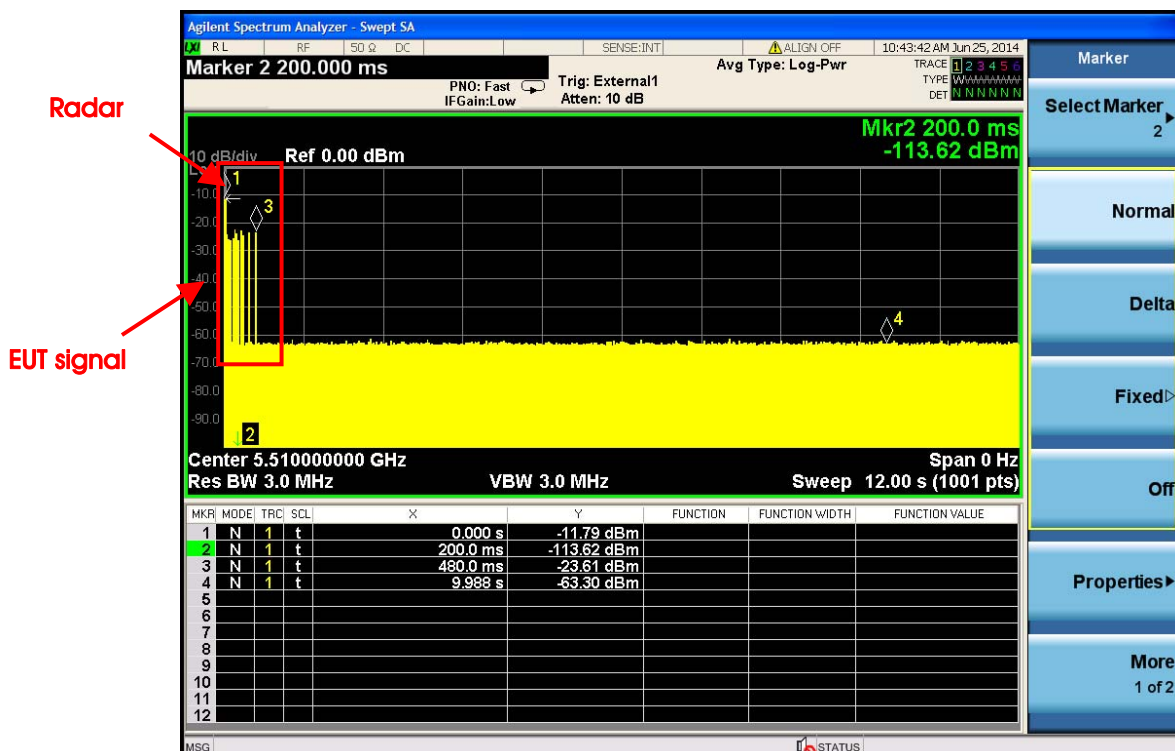 Agilent Spectrum Analyzer - Swept SA
LXI RL RF 50 Ω DC SENSE:INT ALIGN OFF 10:43:42 AM Jun 25, 2014
Marker 2 200.000 ms
PNO: Fast
IFGain:Low
Trig: External1
Atten: 10 dB
Avg Type: Log-Pwr
TRACE 1 2 3 4 5 6
TYPE
DET N N N N N N
Radar
EUT signal
Mkr2 200.0 ms
-113.62 dBm
10 dB/div Ref 0.00 dBm
-10.0
-20.0
-30.0
-40.0
-50.0
-60.0
-70.0
-80.0
-90.0
1
3
4
2
Center 5.510000000 GHz Span 0 Hz
Res BW 3.0 MHz VBW 3.0 MHz Sweep 12.00 s (1001 pts)
MKR MODE TRC SCL X Y FUNCTION FUNCTION WIDTH FUNCTION VALUE
1 N 1 t 0.000 s -11.79 dBm
2 N 1 t 200.0 ms -113.62 dBm
3 N 1 t 480.0 ms -23.61 dBm
4 N 1 t 9.988 s -63.30 dBm
5
6
7
8
9
10
11
12
MSG STATUS
Marker
Select Marker
2
Normal
Delta
Fixed
Off
Properties
More
1 of 2